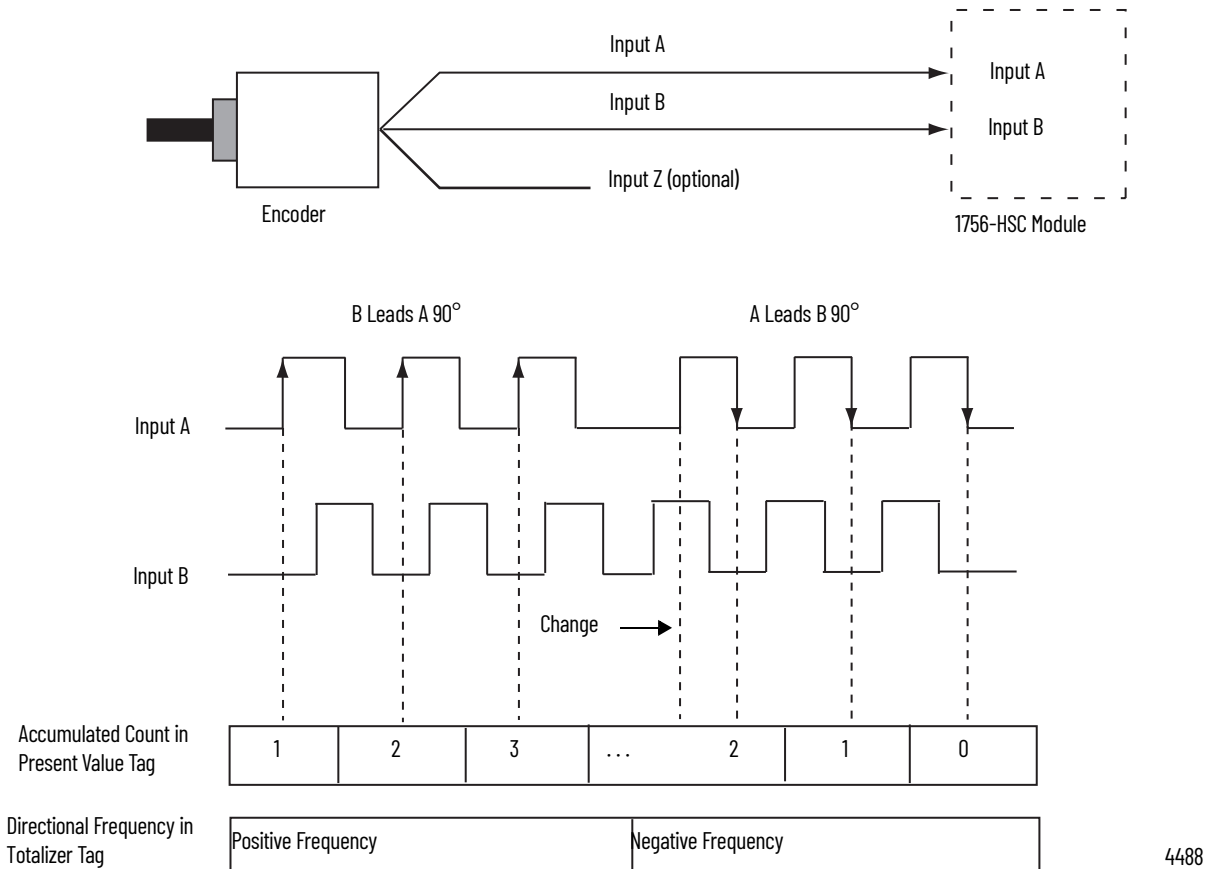 Input A
Input A
Input B
Input B
Input Z (optional)
Encoder
1756-HSC Module
B Leads A 90°
A Leads B 90°
Input A
Input B
Change
Accumulated Count in
Present Value Tag
1 2 3 ... 2 1 0
Directional Frequency in
Totalizer Tag
Positive Frequency
Negative Frequency
4488